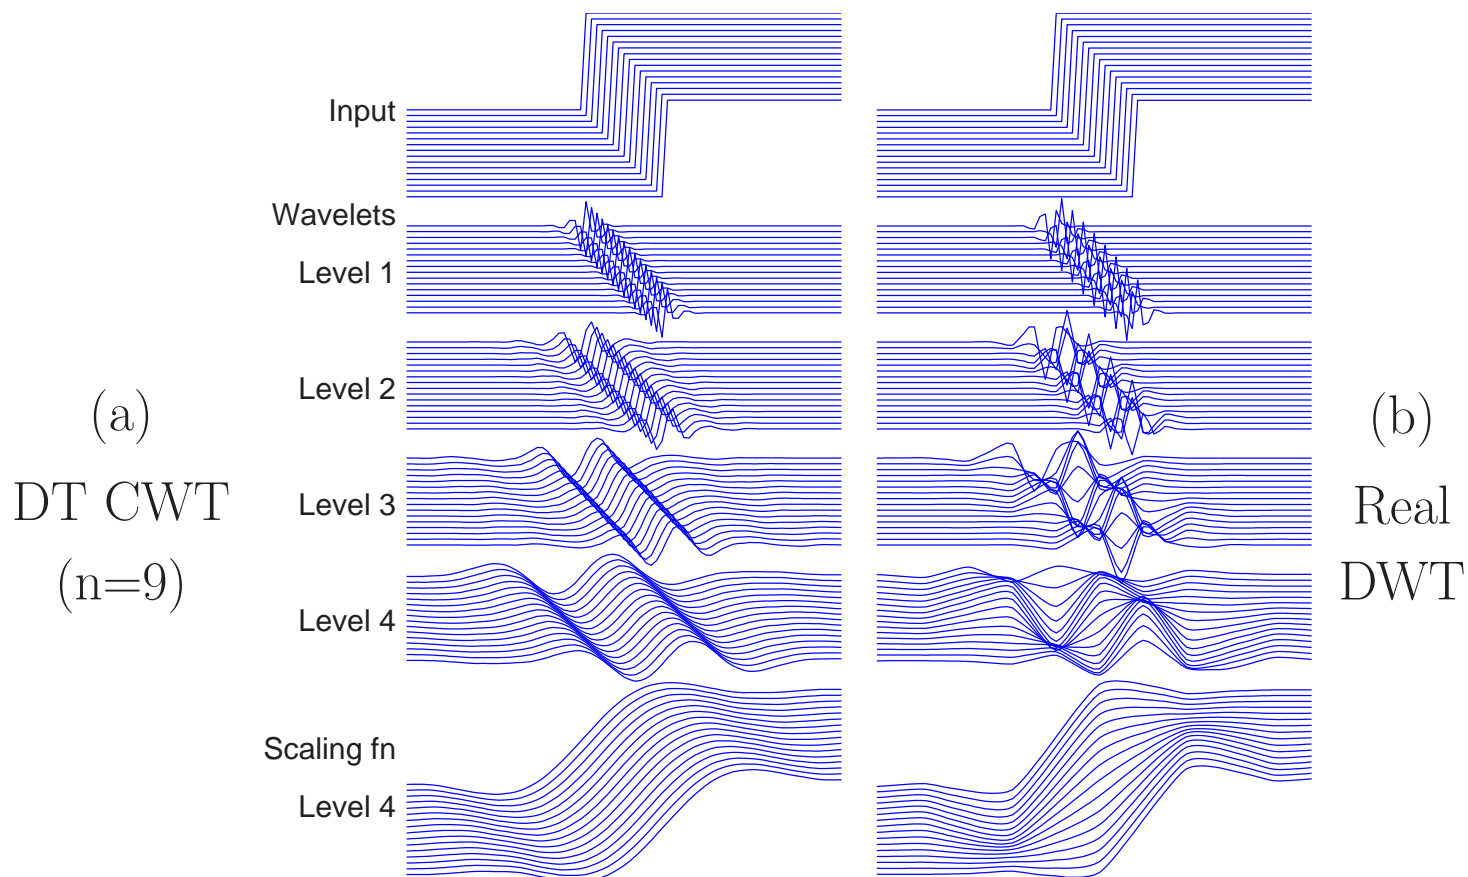 Input
Wavelets
Level 1
Level 2
Level 3
Level 4
Scaling fn
Level 4
(a)
DT CWT
(n=9)
(b)
Real
DWT